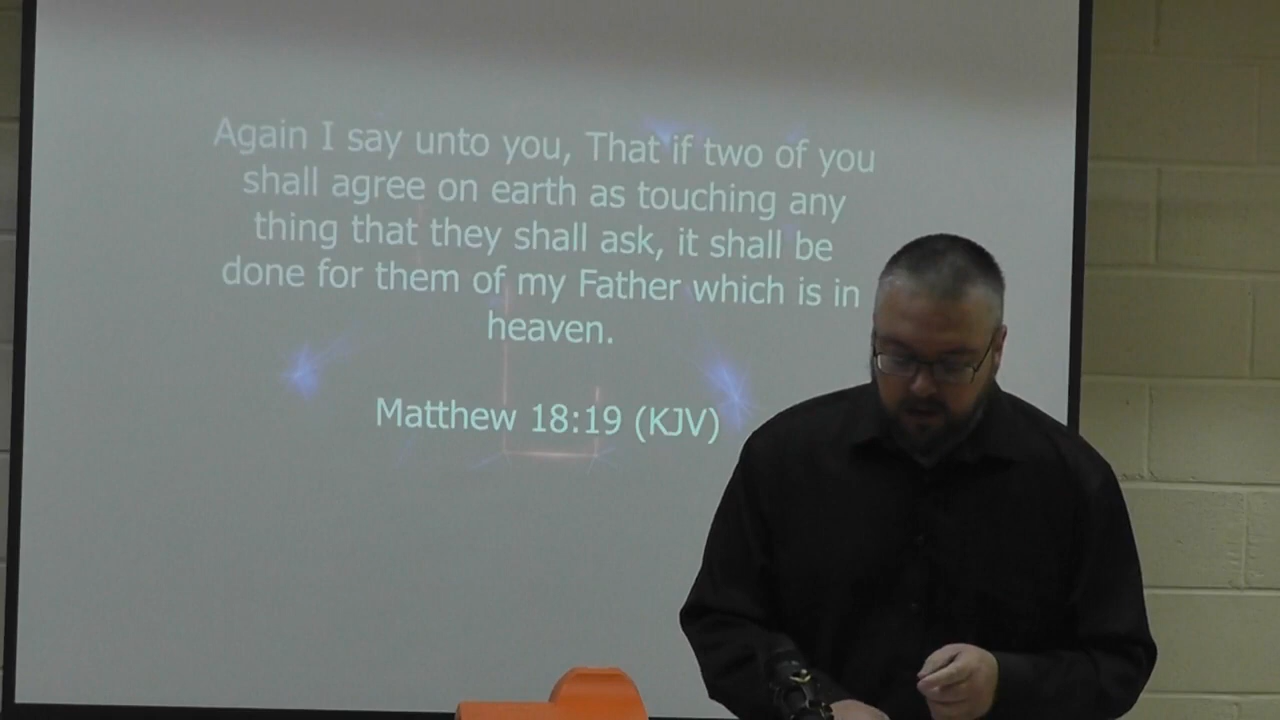 Again I say unto you, That if two of you
shall agree on earth as touching any
thing that they shall ask, it shall be
done for them of my Father which is in
heaven.
Matthew 18:19 (KJV)